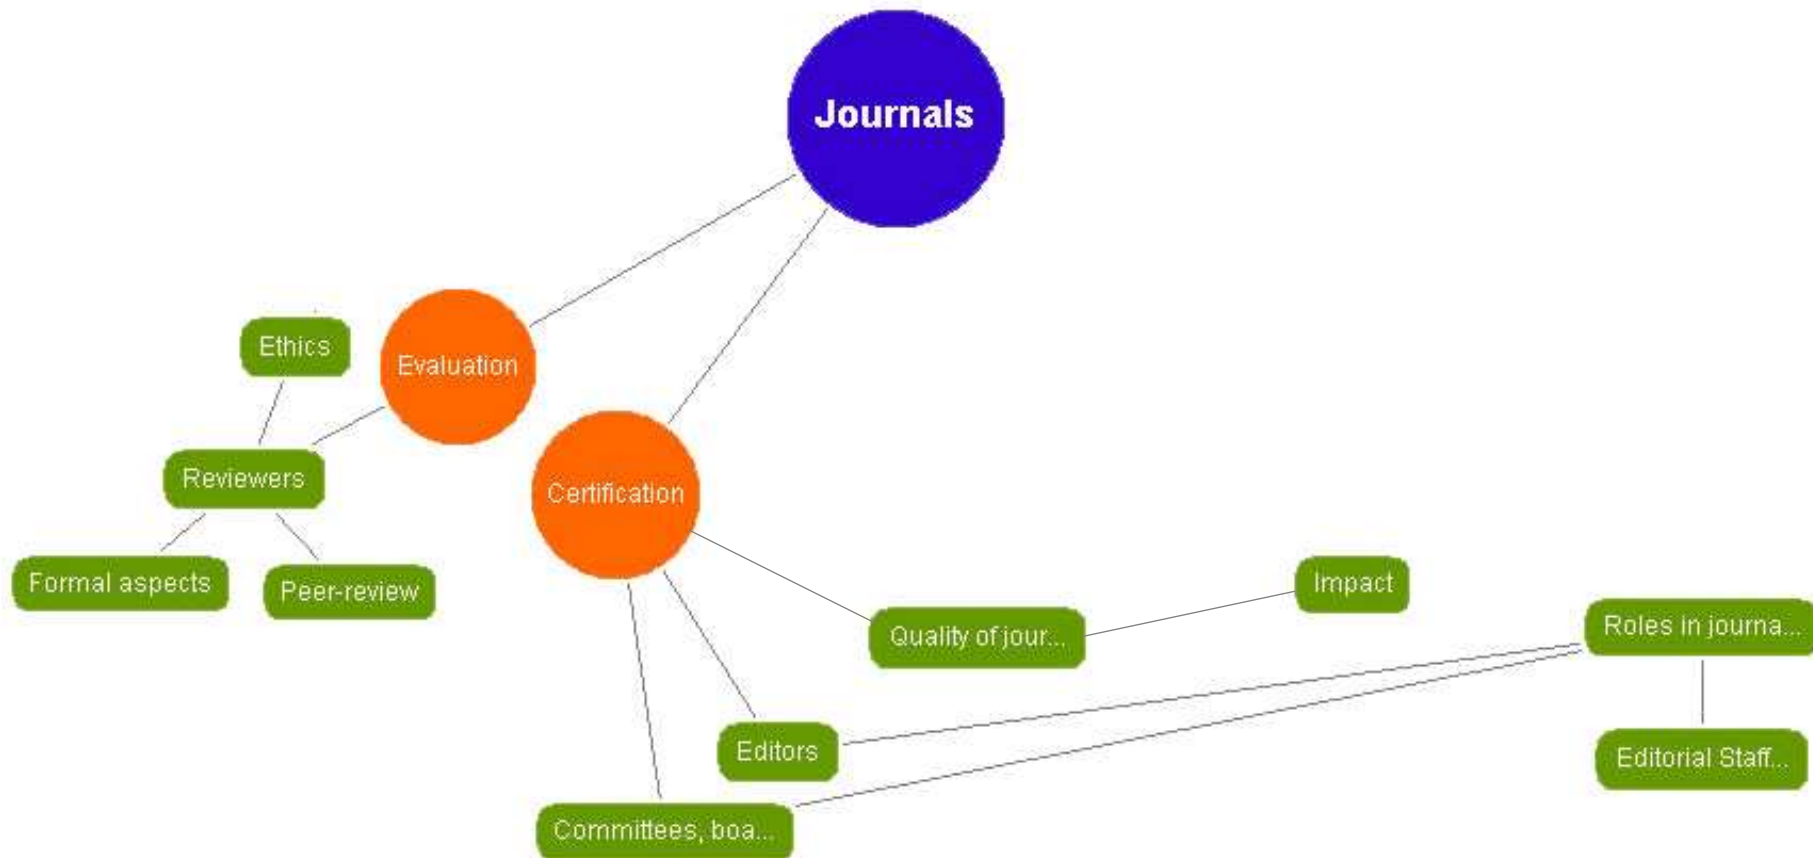 Journals
Ethics
Evaluation
Reviewers
Certification
Formal aspects
Peer-review
Impact
Quality of jour...
Roles in journa...
Editors
Editorial Staff...
Committees, boa...